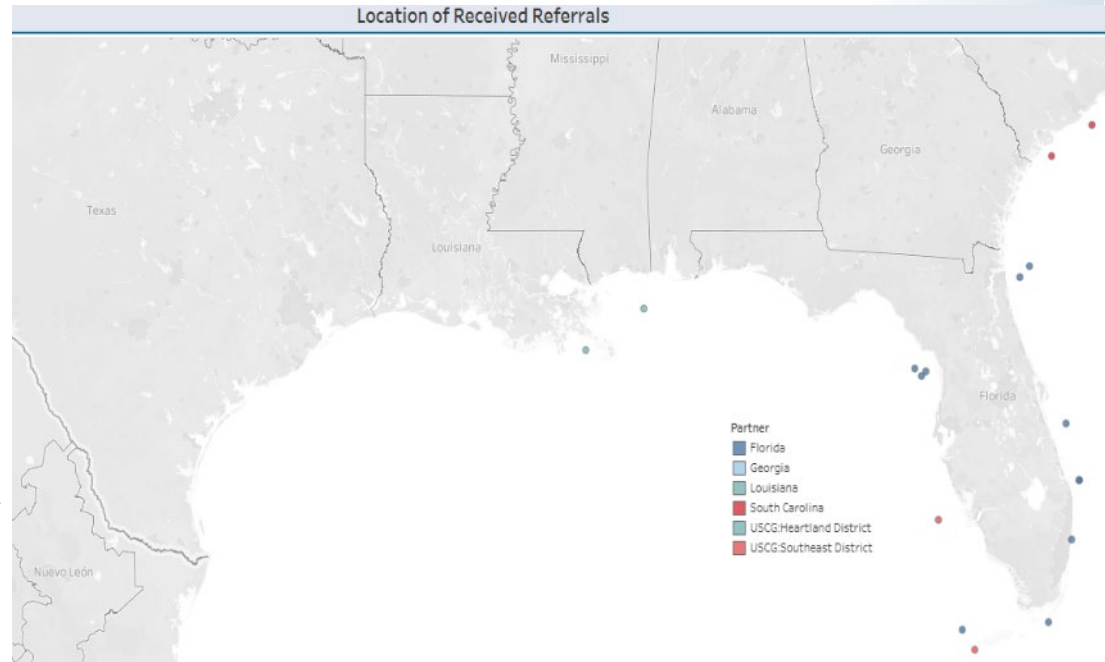 Location of Received Referrals
Mississippi
Alabama
Georgia
Texas
Louisiana
Florida
Partner
Florida
Georgia
Louisiana
South Carolina
USCG:Heartland District
USCG:Southeast District
Nuevo León